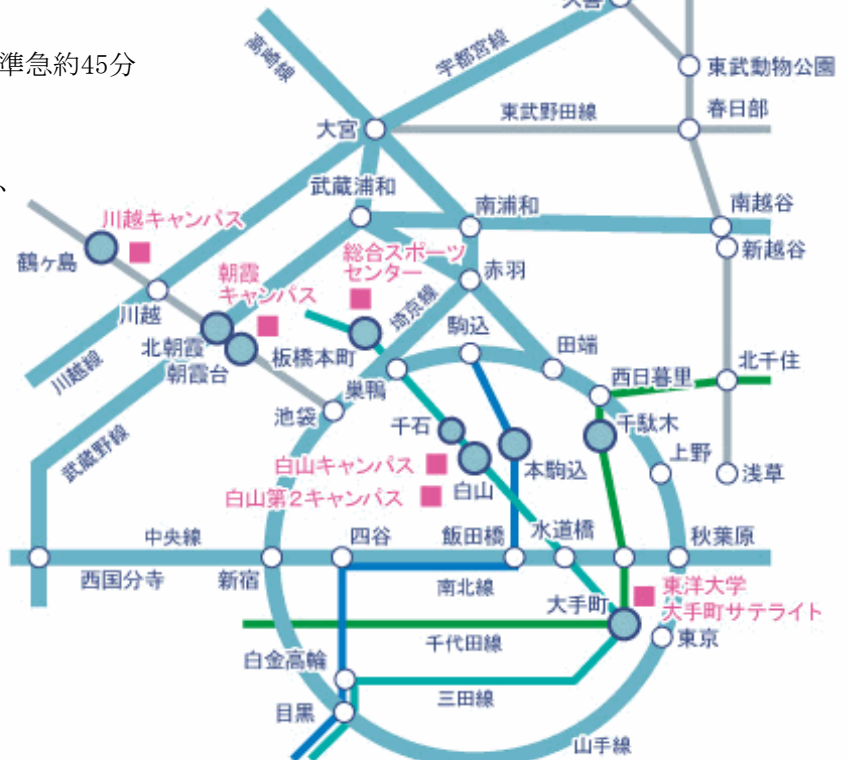 準急約45分
、
久喜
高崎線
宇都宮線
東武動物公園
大宮
東武野田線
春日部
武蔵浦和
南浦和
南越谷
川越キャンパス
新越谷
鶴ヶ島
総合スポーツ
センター
赤羽
朝霞
キャンパス
川越
埼京線
駒込
田端
北朝霞
朝霞台
板橋本町
川越線
巣鴨
西日暮里
北千住
池袋
千石
千駄木
武蔵野線
白山キャンパス
本駒込
上野
浅草
白山
白山第2キャンパス
中央線
四谷
飯田橋
水道橋
秋葉原
西国分寺
新宿
南北線
東洋大学
大手町サテライト
大手町
千代田線
東京
白金高輪
三田線
目黒
山手線